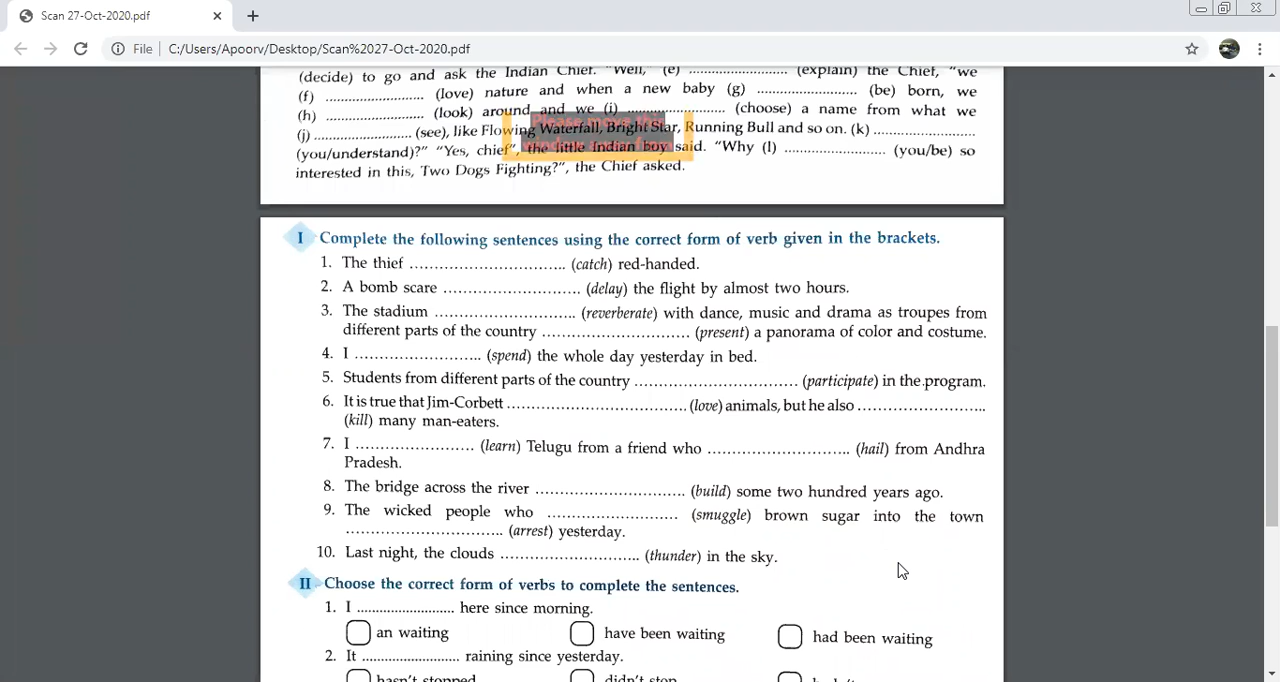 Scan 27-Oct-2020.pdf
File C:/Users/Apoorv/Desktop/Scan%2027-Oct-2020.pdf
(decide) to go and ask the Indian Chief. "Well, (e) .......................... (explain) the Chief, "we
(f) .......................... (love) nature and when a new baby (g) .......................... (be) born, we
(h) .......................... (look) around and we (i) .......................... (choose) a name from what we
(j) .......................... (see), like Flowing Waterfall, Bright Star, Running Bull and so on. (k) ..........................
(you/understand)?" "Yes, chief", the little Indian boy said. "Why (l) .......................... (you/be) so
interested in this, Two Dogs Fighting?", the Chief asked.
Please move this
I Complete the following sentences using the correct form of verb given in the brackets.
1. The thief ................................ (catch) red-handed.
2. A bomb scare ............................ (delay) the flight by almost two hours.
3. The stadium ............................. (reverberate) with dance, music and drama as troupes from
different parts of the country .............................. (present) a panorama of color and costume.
4. I .......................... (spend) the whole day yesterday in bed.
5. Students from different parts of the country ................................. (participate) in the program.
6. It is true that Jim-Corbett .................................... (love) animals, but he also ..........................
(kill) many man-eaters.
7. I ........................ (learn) Telugu from a friend who ............................. (hail) from Andhra
Pradesh.
8. The bridge across the river .............................. (build) some two hundred years ago.
9. The wicked people who ........................... (smuggle) brown sugar into the town
................................ (arrest) yesterday.
10. Last night, the clouds ............................ (thunder) in the sky.
II Choose the correct form of verbs to complete the sentences.
1. I .......................... here since morning.
an waiting have been waiting had been waiting
2. It .......................... raining since yesterday.
hasn't stopped didn't stop